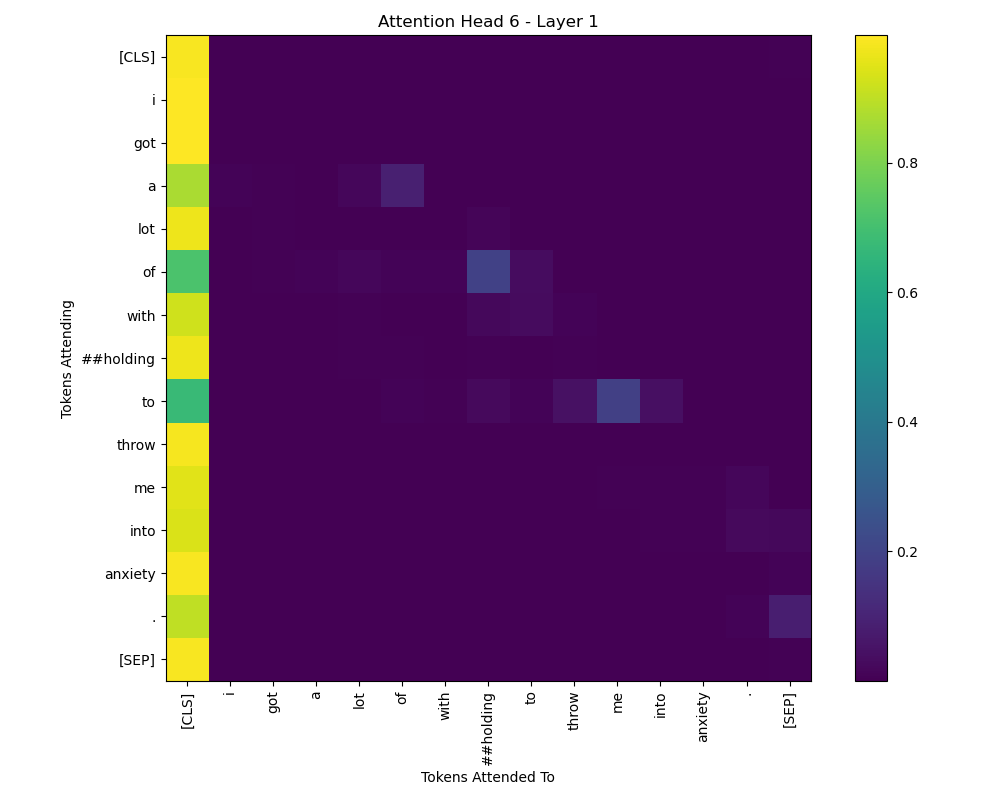 Attention Head 6 - Layer 1
[CLS]
i
got
a
lot
of
with
##holding
to
throw
me
into
anxiety
.
[SEP]
Tokens Attending
[CLS]
i
got
a
lot
of
with
##holding
to
throw
me
into
anxiety
.
[SEP]
Tokens Attended To
0.8
0.6
0.4
0.2